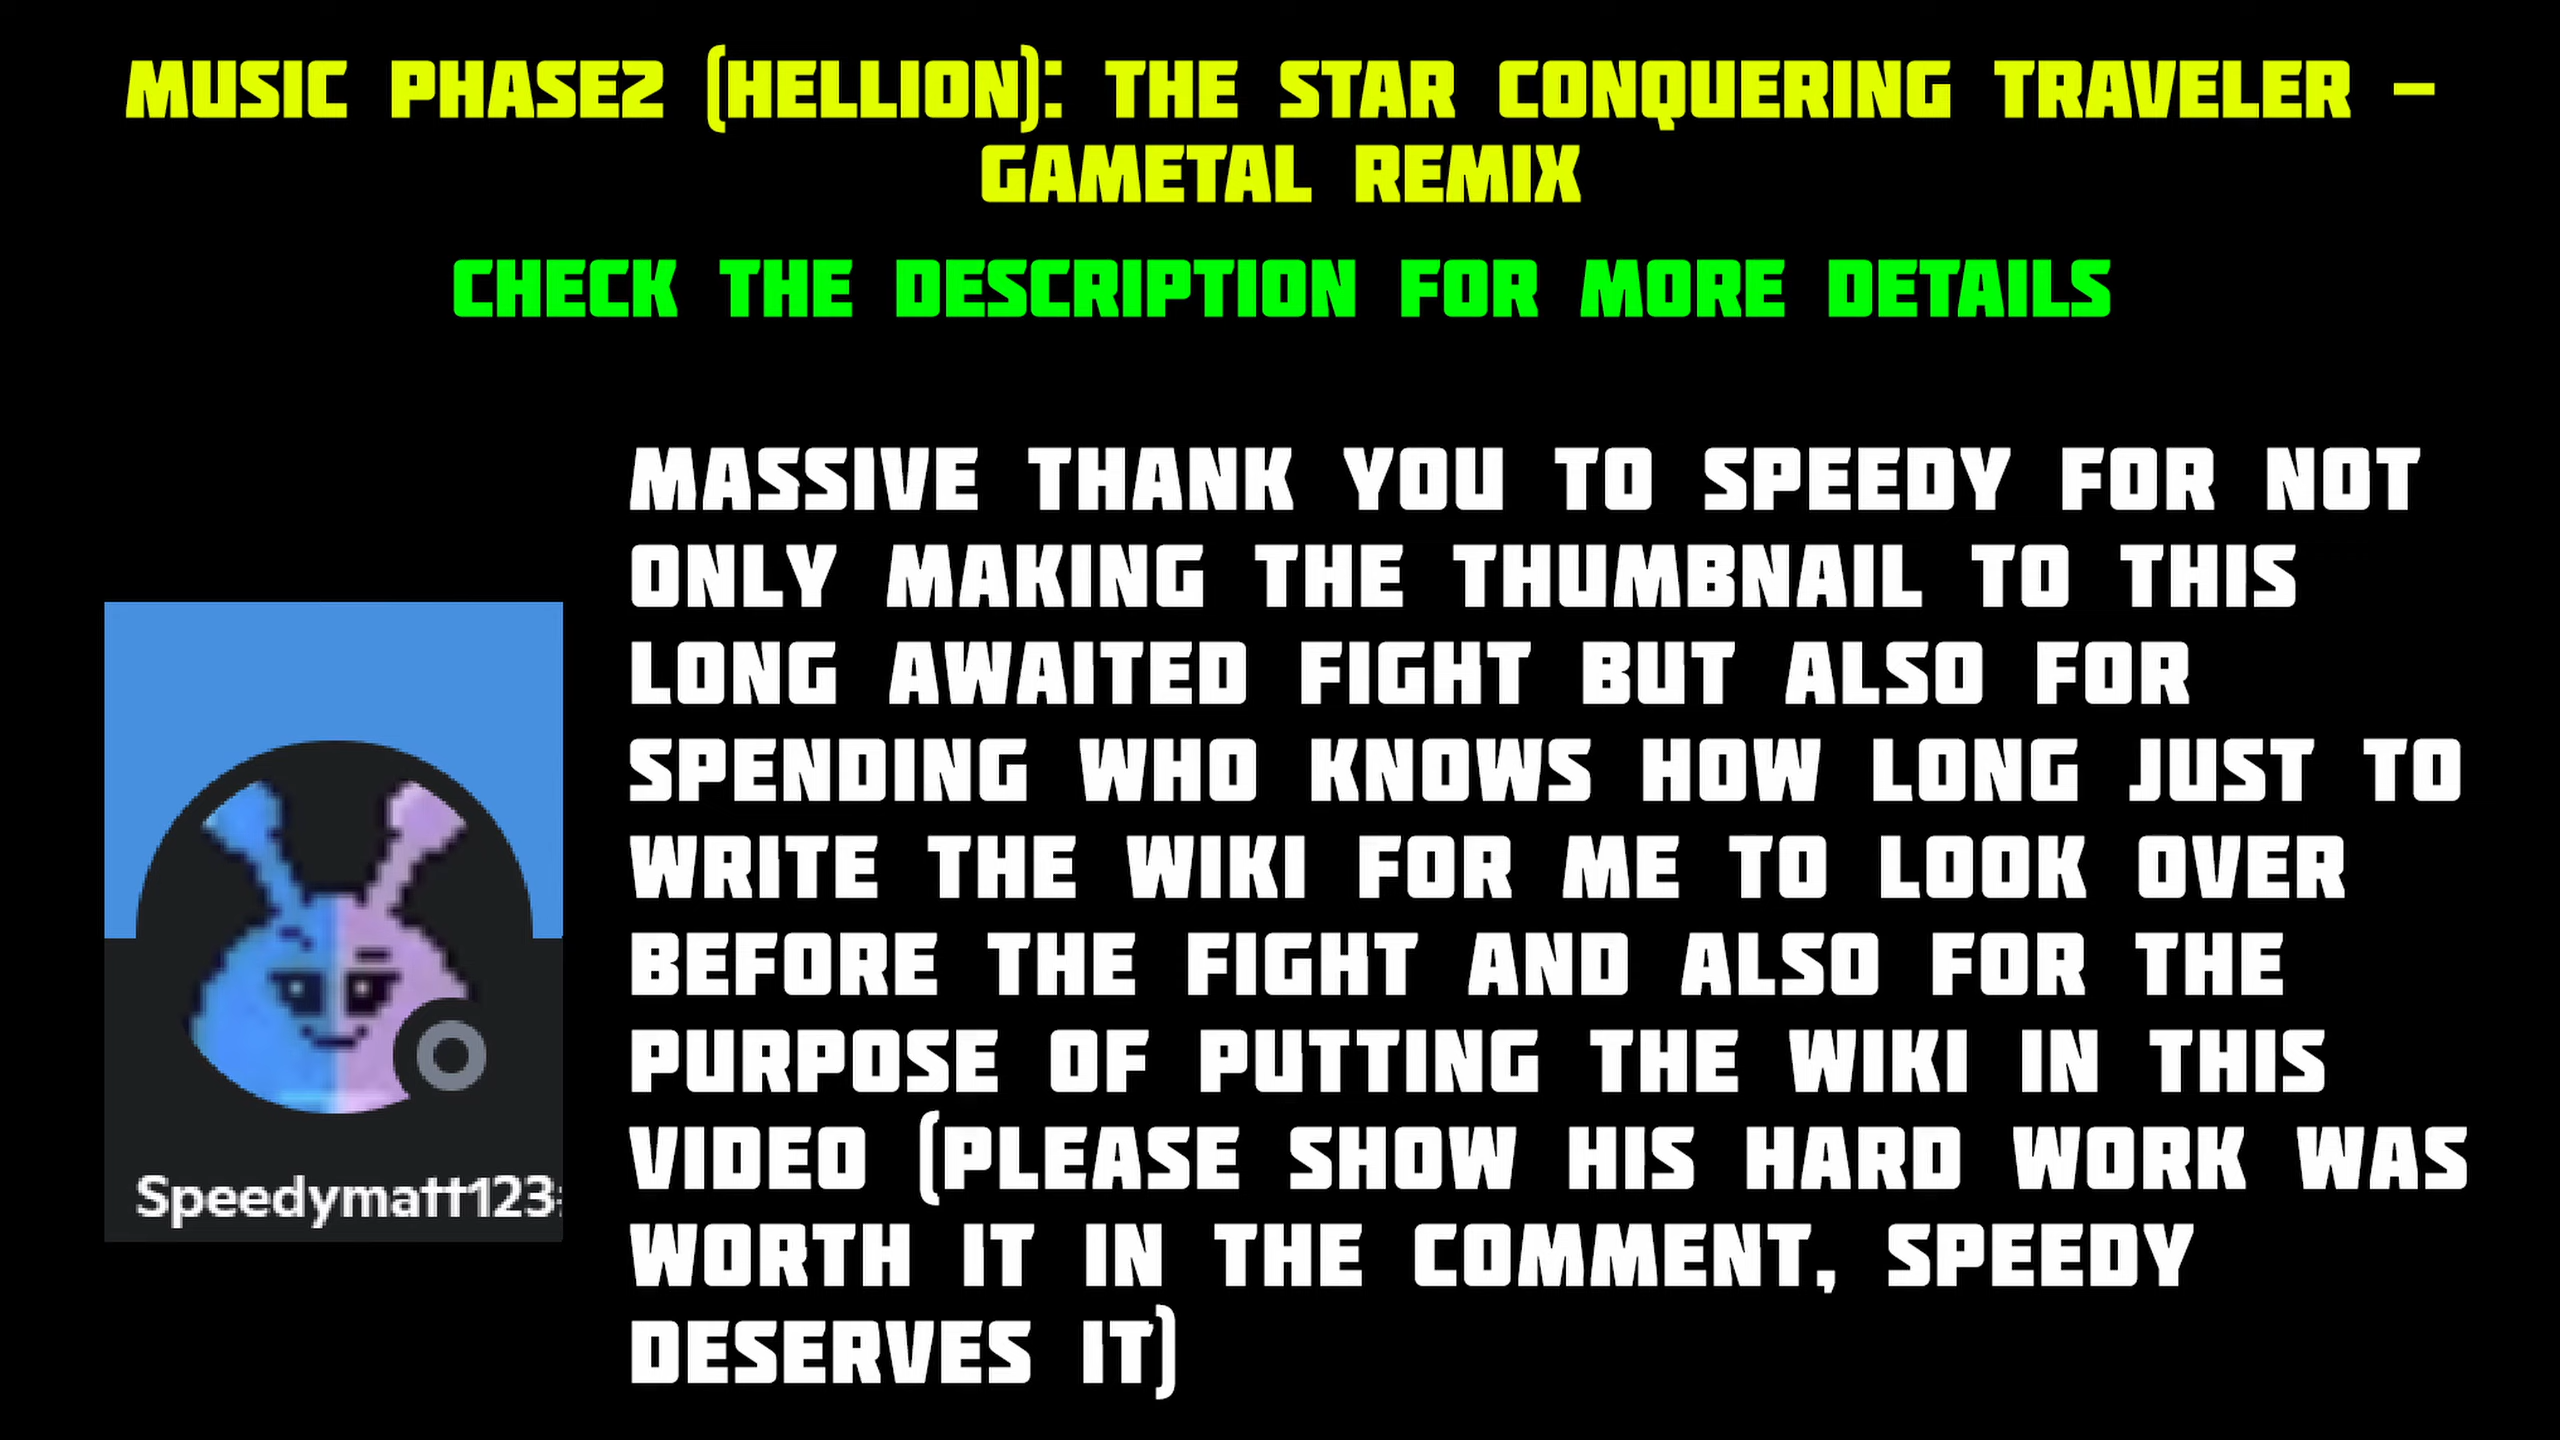 MUSIC PHASE2 (HELLION): THE STAR CONQUERING TRAVELER -
GAMETAL REMIX
CHECK THE DESCRIPTION FOR MORE DETAILS
MASSIVE THANK YOU TO SPEEDY FOR NOT
ONLY MAKING THE THUMBNAIL TO THIS
LONG AWAITED FIGHT BUT ALSO FOR
SPENDING WHO KNOWS HOW LONG JUST TO
WRITE THE WIKI FOR ME TO LOOK OVER
BEFORE THE FIGHT AND ALSO FOR THE
PURPOSE OF PUTTING THE WIKI IN THIS
VIDEO (PLEASE SHOW HIS HARD WORK WAS
WORTH IT IN THE COMMENT, SPEEDY
DESERVES IT)
Speedymatt123